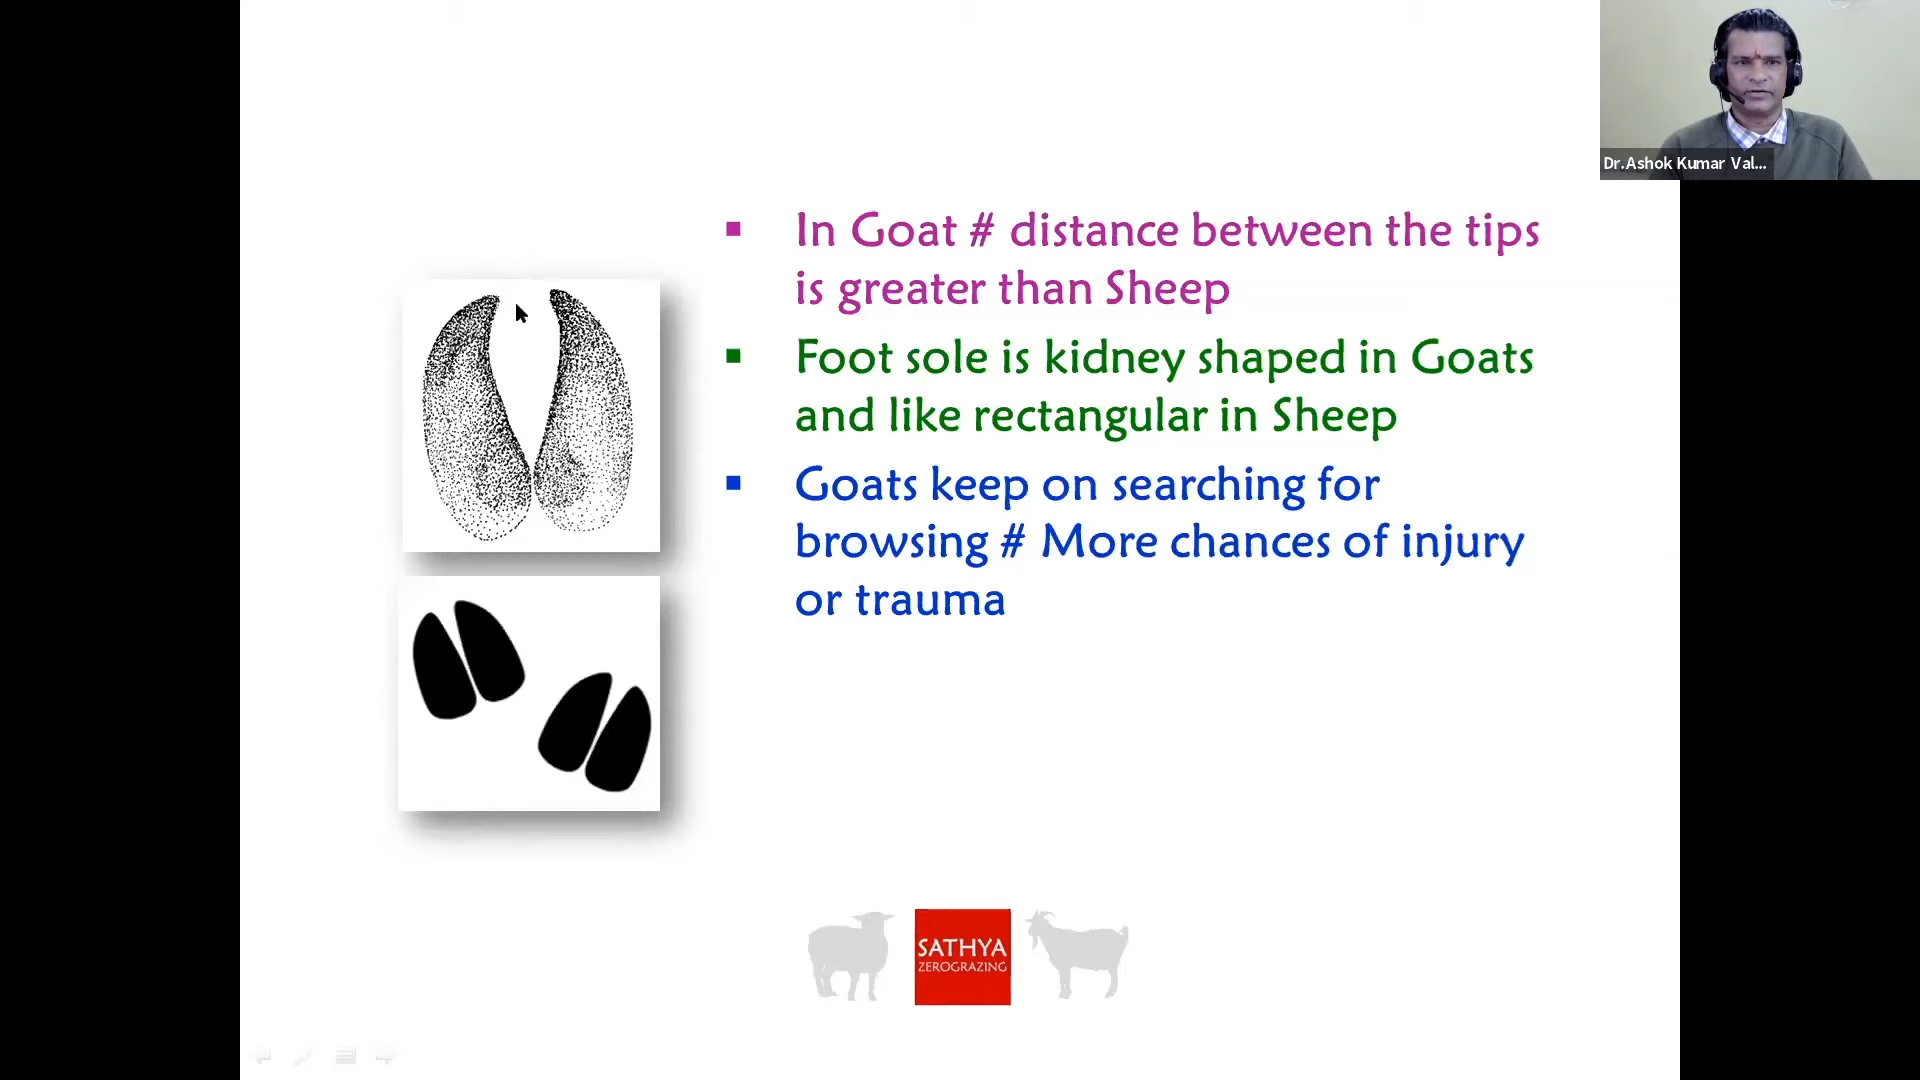 Dr.Ashok Kumar Val...
In Goat # distance between the tips
is greater than Sheep
Foot sole is kidney shaped in Goats
and like rectangular in Sheep
Goats keep on searching for
browsing # More chances of injury
or trauma
SATHYA
ZEROGRAZING